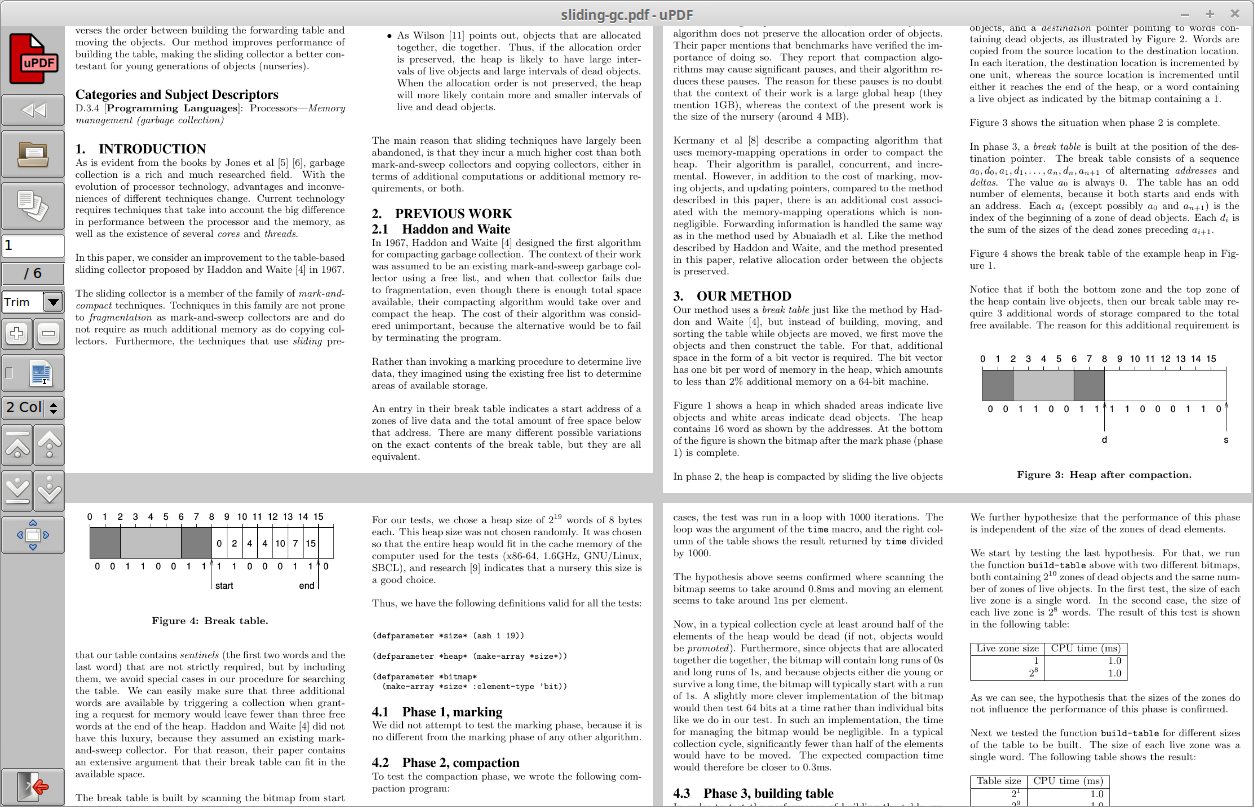 sliding-gc.pdf - uPDF
uPDF
1
/ 6
Trim
2 Col
verses the order between building the forwarding table and
moving the objects. Our method improves performance of
building the table, making the sliding collector a better con-
testant for young generations of objects (nurseries).
Categories and Subject Descriptors
D.3.4 [Programming Languages]: Processors—Memory
management (garbage collection)
1. INTRODUCTION
As is evident from the books by Jones et al [5] [6], garbage
collection is a rich and much researched field. With the
evolution of processor technology, advantages and inconve-
niences of different techniques change. Current technology
requires techniques that take into account the big difference
in performance between the processor and the memory, as
well as the existence of several cores and threads.
In this paper, we consider an improvement to the table-based
sliding collector proposed by Haddon and Waite [4] in 1967.
The sliding collector is a member of the family of mark-and-
compact techniques. Techniques in this family are not prone
to fragmentation as mark-and-sweep collectors are and do
not require as much additional memory as do copying col-
lectors. Furthermore, the techniques that use sliding pre-
• As Wilson [11] points out, objects that are allocated
together, die together. Thus, if the allocation order
is preserved, the heap is likely to have large inter-
vals of live objects and large intervals of dead objects.
When the allocation order is not preserved, the heap
will more likely contain more and smaller intervals of
live and dead objects.
The main reason that sliding techniques have largely been
abandoned, is that they incur a much higher cost than both
mark-and-sweep collectors and copying collectors, either in
terms of additional computations or additional memory re-
quirements, or both.
2. PREVIOUS WORK
2.1 Haddon and Waite
In 1967, Haddon and Waite [4] designed the first algorithm
for compacting garbage collection. The context of their work
was assumed to be an existing mark-and-sweep garbage col-
lector using a free list, and when that collector fails due
to fragmentation, even though there is enough total space
available, their compacting algorithm would take over and
compact the heap. The cost of their algorithm was consid-
ered unimportant, because the alternative would be to fail
by terminating the program.
Rather than invoking a marking procedure to determine live
data, they imagined using the existing free list to determine
areas of available storage.
An entry in their break table indicates a start address of a
zones of live data and the total amount of free space below
that address. There are many different possible variations
on the exact contents of the break table, but they are all
equivalent.
algorithm does not preserve the allocation order of objects.
Their paper mentions that benchmarks have verified the im-
portance of doing so. They report that compaction algo-
rithms may cause significant pauses, and their algorithm re-
duces these pauses. The reason for these pauses is no doubt
that the context of their work is a large global heap (they
mention 1GB), whereas the context of the present work is
the size of the nursery (around 4 MB).
Kermany et al [8] describe a compacting algorithm that
uses memory-mapping operations in order to compact the
heap. Their algorithm is parallel, concurrent, and incre-
mental. However, in addition to the cost of marking, mov-
ing objects, and updating pointers, compared to the method
described in this paper, there is an additional cost associ-
ated with the memory-mapping operations which is non-
negligible. Forwarding information is handled the same way
as in the method used by Abuaiadh et al. Like the method
described by Haddon and Waite, and the method presented
in this paper, relative allocation order between the objects
is preserved.
3. OUR METHOD
Our method uses a break table just like the method by Had-
don and Waite [4], but instead of building, moving, and
sorting the table while objects are moved, we first move the
objects and then construct the table. For that, additional
space in the form of a bit vector is required. The bit vector
has one bit per word of memory in the heap, which amounts
to less than 2% additional memory on a 64-bit machine.
Figure 1 shows a heap in which shaded areas indicate live
objects and white areas indicate dead objects. The heap
contains 16 word as shown by the addresses. At the bottom
of the figure is shown the bitmap after the mark phase (phase
1) is complete.
In phase 2, the heap is compacted by sliding the live objects
objects, and a destination pointer pointing to words con-
taining dead objects, as illustrated by Figure 2. Words are
copied from the source location to the destination location.
In each iteration, the destination location is incremented by
one unit, whereas the source location is incremented until
either it reaches the end of the heap, or a word containing
a live object as indicated by the bitmap containing a 1.
Figure 3 shows the situation when phase 2 is complete.
In phase 3, a break table is built at the position of the des-
tination pointer. The break table consists of a sequence
a0, d0, a1, d1, . . . , an, dn, an+1 of alternating addresses and
deltas. The value a0 is always 0. The table has an odd
number of elements, because it both starts and ends with
an address. Each ai (except possibly a0 and an+1) is the
index of the beginning of a zone of dead objects. Each di is
the sum of the sizes of the dead zones preceding ai+1.
Figure 4 shows the break table of the example heap in Fig-
ure 1.
Notice that if both the bottom zone and the top zone of
the heap contain live objects, then our break table may re-
quire 3 additional words of storage compared to the total
free available. The reason for this additional requirement is
0 1 2 3 4 5 6 7 8 9 10 11 12 13 14 15
0 0 1 1 0 0 1 1 1 1 0 0 0 1 1 0
d s
Figure 3: Heap after compaction.
0 1 2 3 4 5 6 7 8 9 10 11 12 13 14 15
0 2 4 4 10 7 15
0 0 1 1 0 0 1 1 1 1 0 0 0 1 1 0
start end
Figure 4: Break table.
that our table contains sentinels (the first two words and the
last word) that are not strictly required, but by including
them, we avoid special cases in our procedure for searching
the table. We can easily make sure that three additional
words are available by triggering a collection when grant-
ing a request for memory would leave fewer than three free
words at the end of the heap. Haddon and Waite [4] did not
have this luxury, because they assumed an existing mark-
and-sweep collector. For that reason, their paper contains
an extensive argument that their break table can fit in the
available space.
The break table is built by scanning the bitmap from start
For our tests, we chose a heap size of 2^19 words of 8 bytes
each. This heap size was not chosen randomly. It was chosen
so that the entire heap would fit in the cache memory of the
computer used for the tests (x86-64, 1.6GHz, GNU/Linux,
SBCL), and research [9] indicates that a nursery this size is
a good choice.
Thus, we have the following definitions valid for all the tests:
(defparameter *size* (ash 1 19))
(defparameter *heap* (make-array *size*))
(defparameter *bitmap*
(make-array *size* :element-type 'bit))
4.1 Phase 1, marking
We did not attempt to test the marking phase, because it is
no different from the marking phase of any other algorithm.
4.2 Phase 2, compaction
To test the compaction phase, we wrote the following com-
paction program:
cases, the test was run in a loop with 1000 iterations. The
loop was the argument of the time macro, and the right col-
umn of the table shows the result returned by time divided
by 1000.
The hypothesis above seems confirmed where scanning the
bitmap seems to take around 0.8ms and moving an element
seems to take around 1ns per element.
Now, in a typical collection cycle at least around half of the
elements of the heap would be dead (if not, objects would
be promoted). Furthermore, since objects that are allocated
together die together, the bitmap will contain long runs of 0s
and long runs of 1s, and because objects either die young or
survive a long time, the bitmap will typically start with a run
of 1s. A slightly more clever implementation of the bitmap
would then test 64 bits at a time rather than individual bits
like we do in our test. In such an implementation, the time
for managing the bitmap would be negligible. In a typical
collection cycle, significantly fewer than half of the elements
would have to be moved. The expected compaction time
would therefore be closer to 0.3ms.
4.3 Phase 3, building table
We further hypothesize that the performance of this phase
is independent of the size of the zones of dead elements.
We start by testing the last hypothesis. For that, we run
the function build-table above with two different bitmaps,
both containing 2^10 zones of dead objects and the same num-
ber of zones of live objects. In the first test, the size of each
live zone is a single word. In the second case, the size of
each live zone is 2^8 words. The result of this test is shown
in the following table:
Live zone size CPU time (ms)
1 1.0
2^8 1.0
As we can see, the hypothesis that the sizes of the zones do
not influence the performance of this phase is confirmed.
Next we tested the function build-table for different sizes
of the table to be built. The size of each live zone was a
single word. The following table shows the result:
Table size CPU time (ms)
2^1 1.0